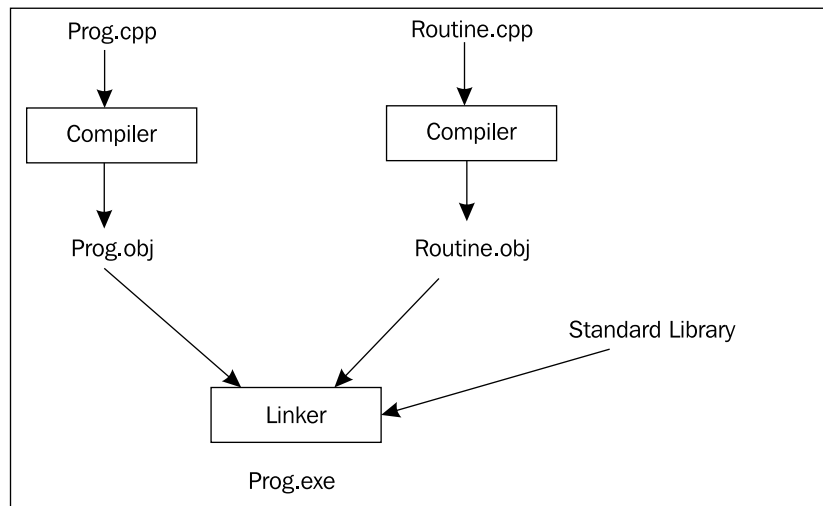 Prog.cpp
Routine.cpp
Compiler
Compiler
Prog.obj
Routine.obj
Standard Library
Linker
Prog.exe